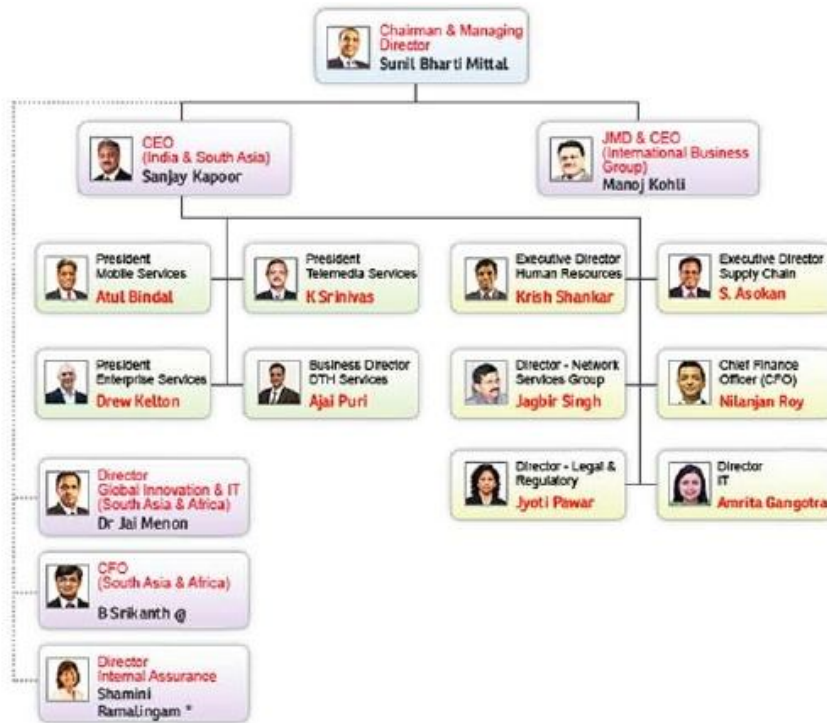 Chairman & Managing
Director
Sunil Bharti Mittal
CEO
(India & South Asia)
Sanjay Kapoor
JMD & CEO
(International Business
Group)
Manoj Kohli
President
Mobile Services
Atul Bindal
President
Telemedia Services
K Srinivas
Executive Director
Human Resources
Krish Shankar
Executive Director
Supply Chain
S. Asokan
President
Enterprise Services
Drew Kelton
Business Director
DTH Services
Ajai Puri
Director - Network
Services Group
Jagbir Singh
Chief Finance
Officer (CFO)
Nilanjan Roy
Director
Global Innovation & IT
(South Asia & Africa)
Dr Jai Menon
Director - Legal &
Regulatory
Jyoti Pawar
Director
IT
Amrita Gangotra
CFO
(South Asia & Africa)
B Srikanth @
Director
Internal Assurance
Shamini
Ramalingam *